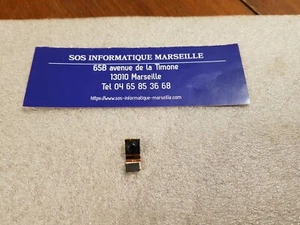 SOS INFORMATIQUE MARSEILLE
65B avenue de la Timone
13010 Marseille
Tel 04 65 85 36 68
https://www.sos-informatique-marseille.com